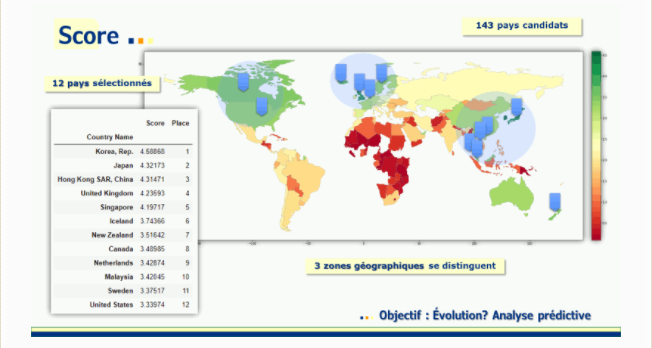 Score
143 pays candidats
12 pays sélectionnés
Score Place
Country Name
Korea, Rep. 4.58868 1
Japan 4.32173 2
Hong Kong SAR, China 4.31471 3
United Kingdom 4.23593 4
Singapore 4.19717 5
Iceland 3.74366 6
New Zealand 3.51642 7
Canada 3.48985 8
Netherlands 3.42874 9
Malaysia 3.42045 10
Sweden 3.37517 11
United States 3.33974 12
3 zones géographiques se distinguent
Objectif : Évolution? Analyse prédictive